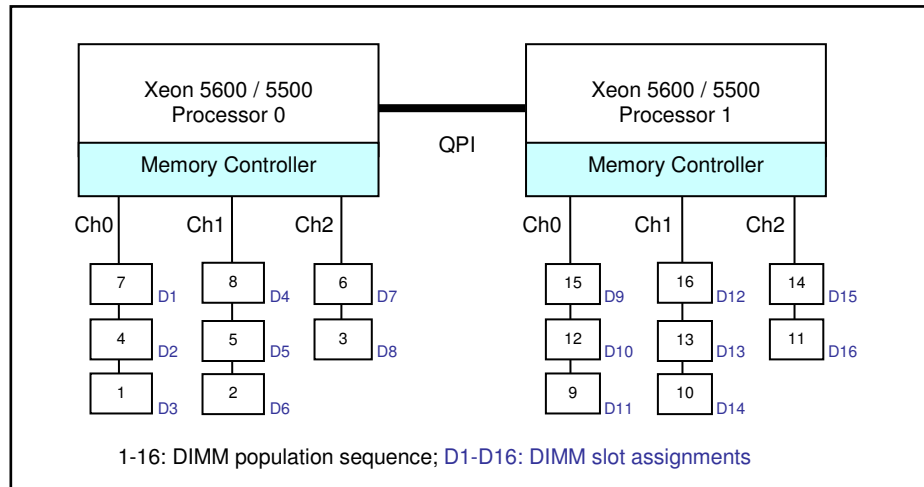 Xeon 5600 / 5500
Processor 0
Xeon 5600 / 5500
Processor 1
QPI
Memory Controller
Memory Controller
Ch0
Ch1
Ch2
Ch0
Ch1
Ch2
7 D1
8 D4
6 D7
15 D9
16 D12
14 D15
4 D2
5 D5
3 D8
12 D10
13 D13
11 D16
1 D3
2 D6
9 D11
10 D14
1-16: DIMM population sequence; D1-D16: DIMM slot assignments